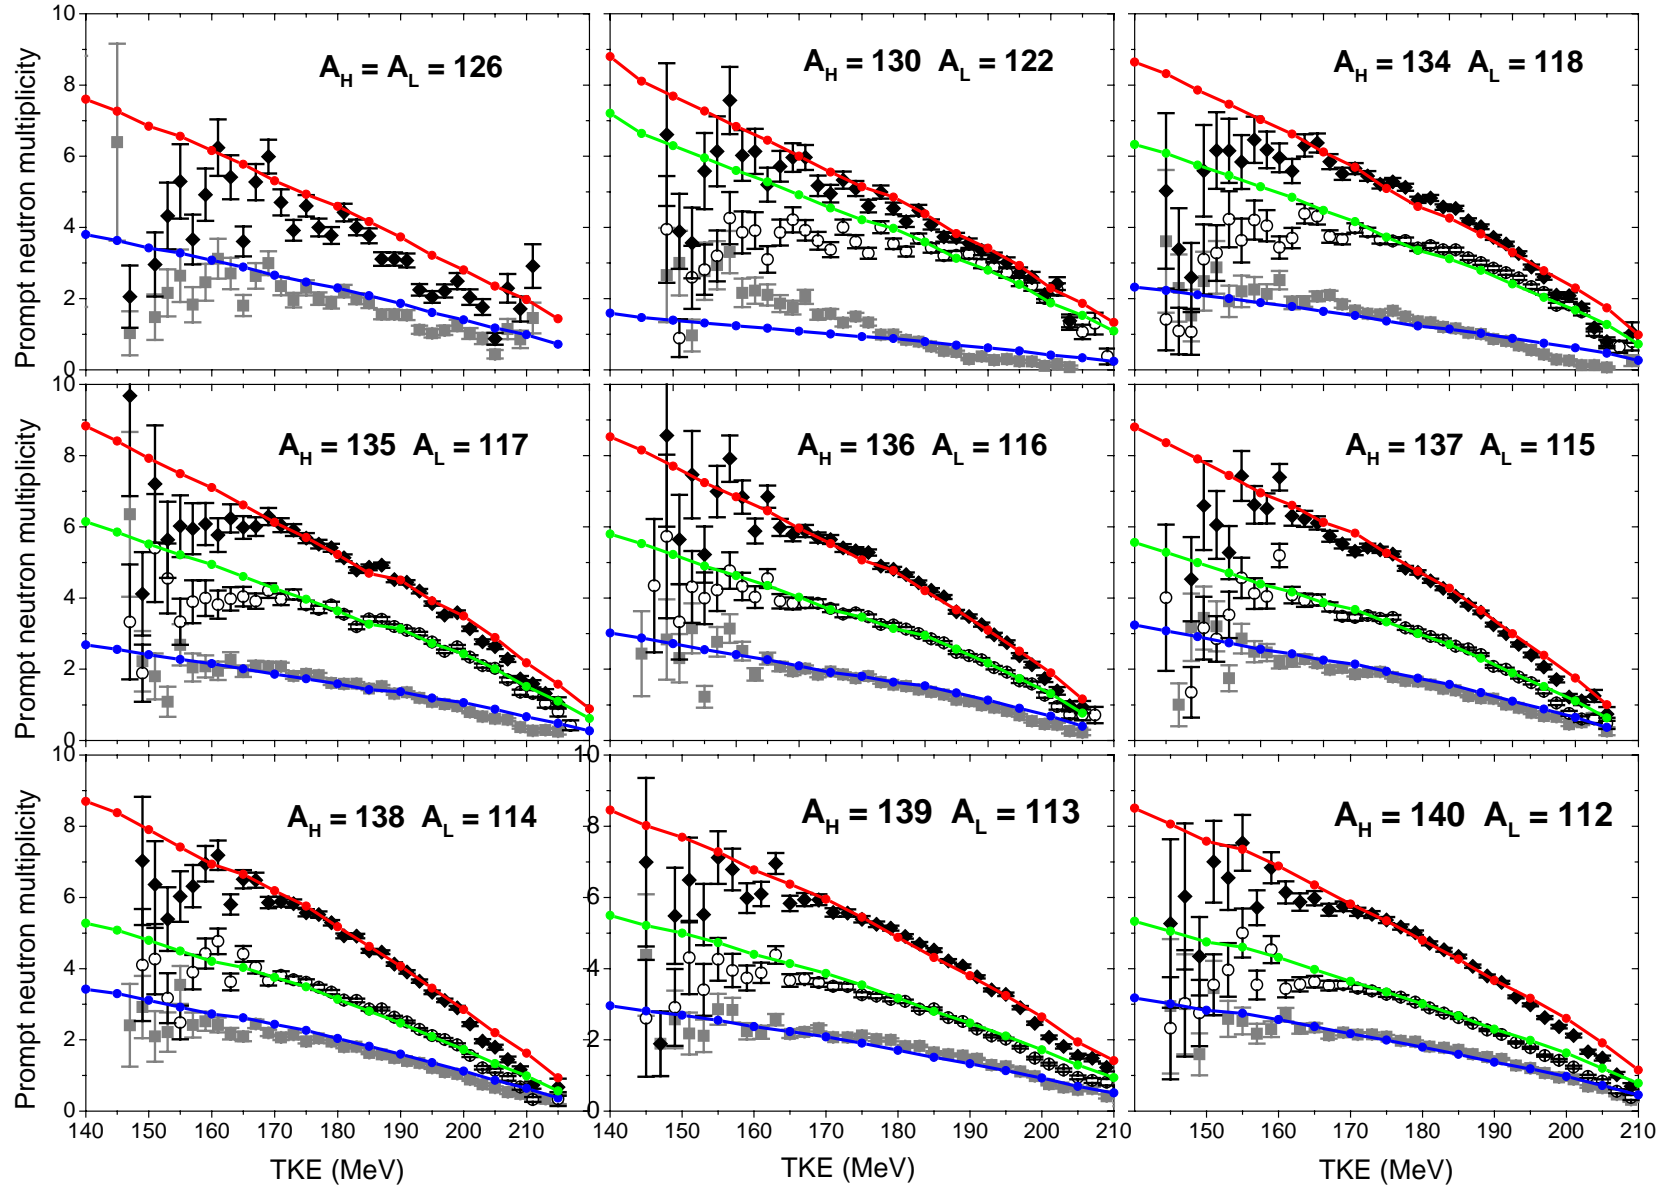 A_H = A_L = 126
A_H = 130 A_L = 122
A_H = 134 A_L = 118
Prompt neutron multiplicity
10
8
6
4
2
0
A_H = 135 A_L = 117
A_H = 136 A_L = 116
A_H = 137 A_L = 115
Prompt neutron multiplicity
10
8
6
4
2
0
A_H = 138 A_L = 114
A_H = 139 A_L = 113
A_H = 140 A_L = 112
Prompt neutron multiplicity
10
8
6
4
2
0
10
0
140 150 160 170 180 190 200 210
140 150 160 170 180 190 200 210
150 160 170 180 190 200 210
TKE (MeV)
TKE (MeV)
TKE (MeV)